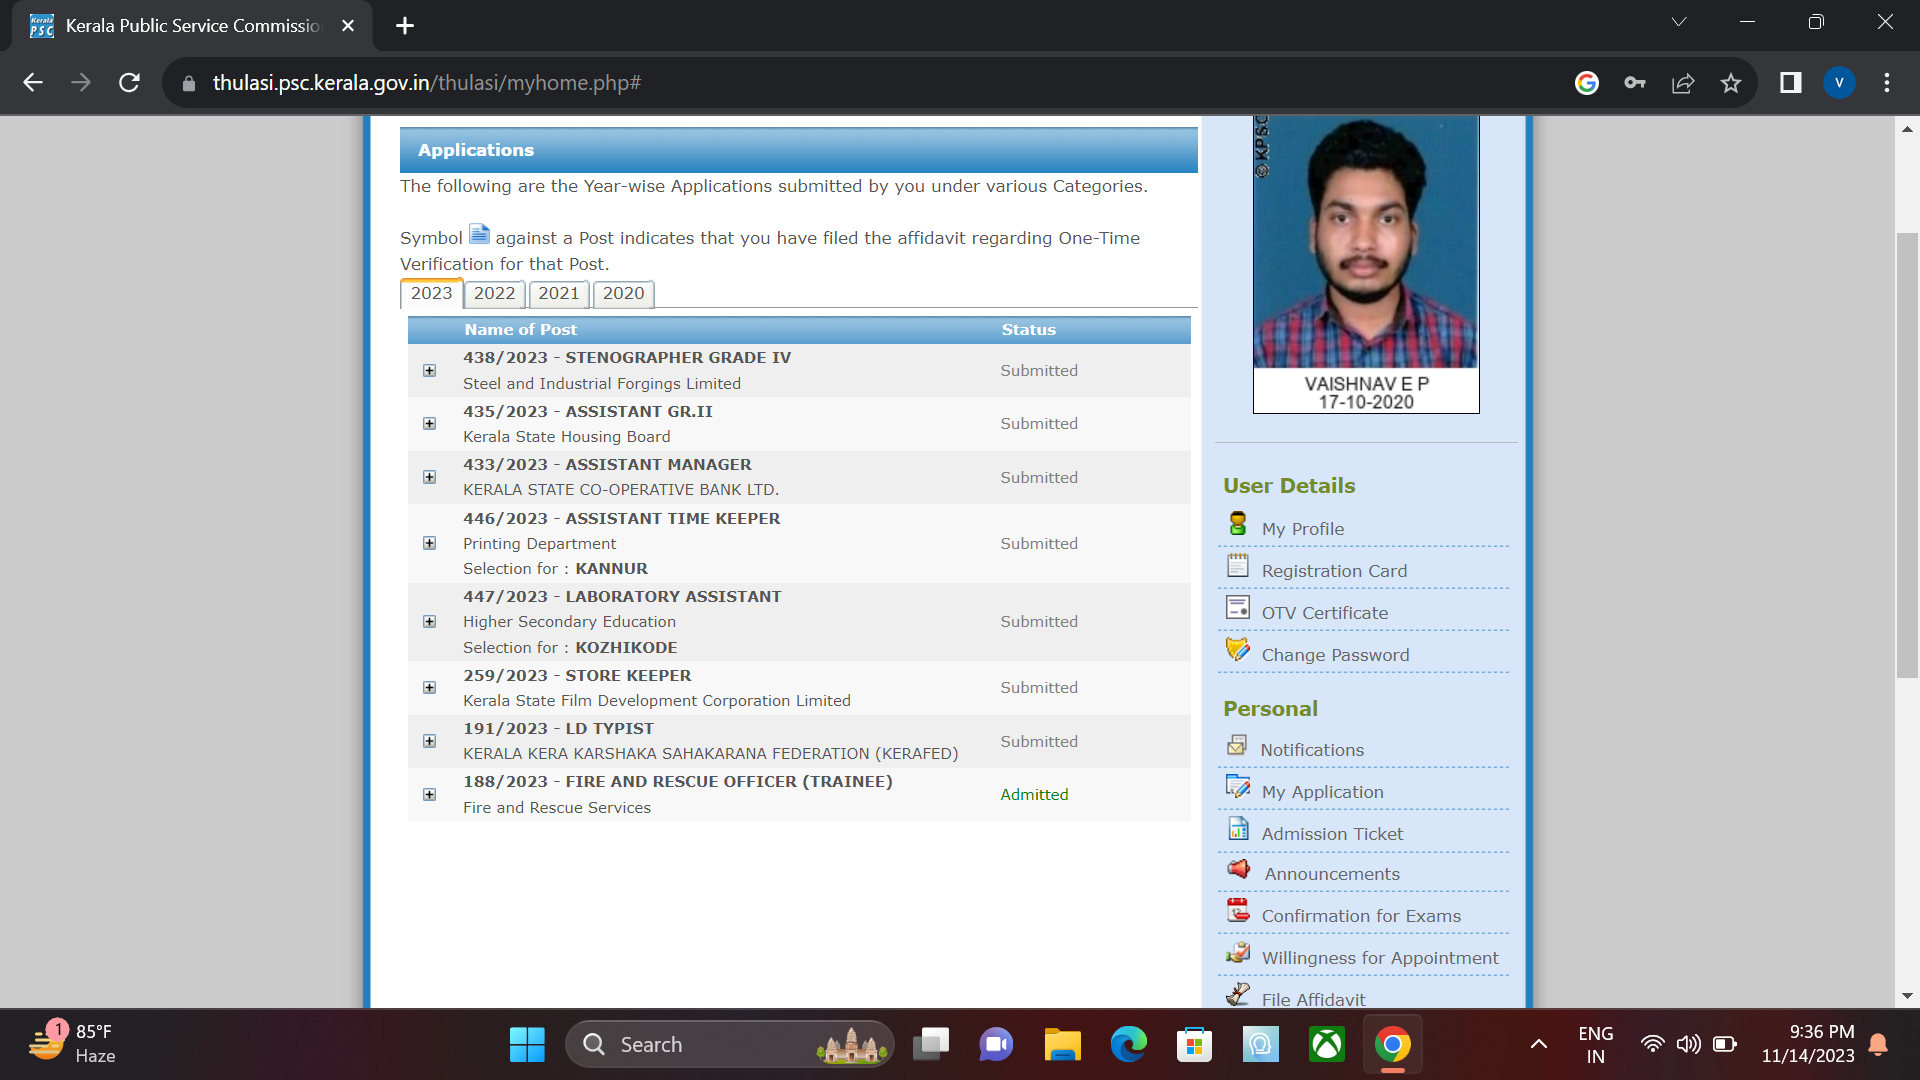 Kerala Public Service Commissio
thulasi.psc.kerala.gov.in/thulasi/myhome.php#
V
Applications
The following are the Year-wise Applications submitted by you under various Categories.
Symbol against a Post indicates that you have filed the affidavit regarding One-Time
Verification for that Post.
2023 2022 2021 2020
Name of Post Status
438/2023 - STENOGRAPHER GRADE IV
Steel and Industrial Forgings Limited
Submitted
435/2023 - ASSISTANT GR.II
Kerala State Housing Board
Submitted
433/2023 - ASSISTANT MANAGER
KERALA STATE CO-OPERATIVE BANK LTD.
Submitted
446/2023 - ASSISTANT TIME KEEPER
Printing Department
Selection for : KANNUR
Submitted
447/2023 - LABORATORY ASSISTANT
Higher Secondary Education
Selection for : KOZHIKODE
Submitted
259/2023 - STORE KEEPER
Kerala State Film Development Corporation Limited
Submitted
191/2023 - LD TYPIST
KERALA KERA KARSHAKA SAHAKARANA FEDERATION (KERAFED)
Submitted
188/2023 - FIRE AND RESCUE OFFICER (TRAINEE)
Fire and Rescue Services
Admitted
© KPSC
VAISHNAV E P
17-10-2020
User Details
My Profile
Registration Card
OTV Certificate
Change Password
Personal
Notifications
My Application
Admission Ticket
Announcements
Confirmation for Exams
Willingness for Appointment
File Affidavit
1
85°F
Haze
Search
ENG
IN
9:36 PM
11/14/2023